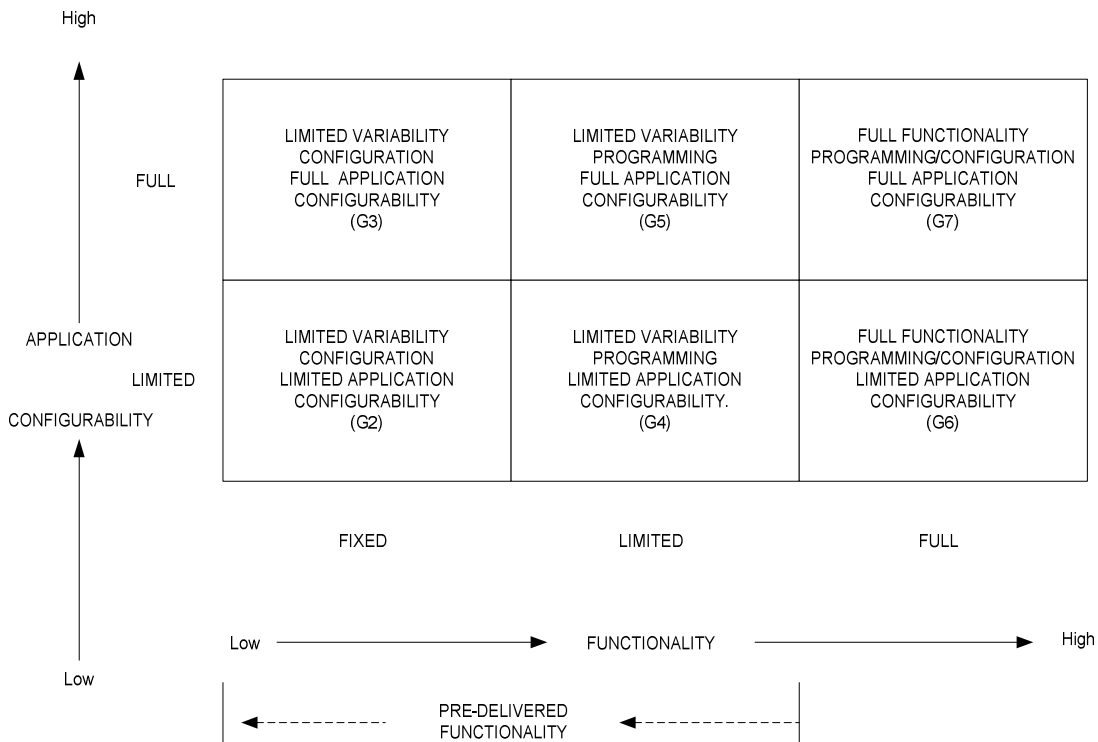 High
FULL
LIMITED VARIABILITY
CONFIGURATION
FULL APPLICATION
CONFIGURABILITY
(G3)
LIMITED VARIABILITY
PROGRAMMING
FULL APPLICATION
CONFIGURABILITY
(G5)
FULL FUNCTIONALITY
PROGRAMMING/CONFIGURATION
FULL APPLICATION
CONFIGURABILITY
(G7)
APPLICATION
LIMITED
CONFIGURABILITY
LIMITED VARIABILITY
CONFIGURATION
LIMITED APPLICATION
CONFIGURABILITY
(G2)
LIMITED VARIABILITY
PROGRAMMING
LIMITED APPLICATION
CONFIGURABILITY.
(G4)
FULL FUNCTIONALITY
PROGRAMMING/CONFIGURATION
LIMITED APPLICATION
CONFIGURABILITY
(G6)
FIXED
LIMITED
FULL
Low
FUNCTIONALITY
High
Low
PRE-DELIVERED
FUNCTIONALITY